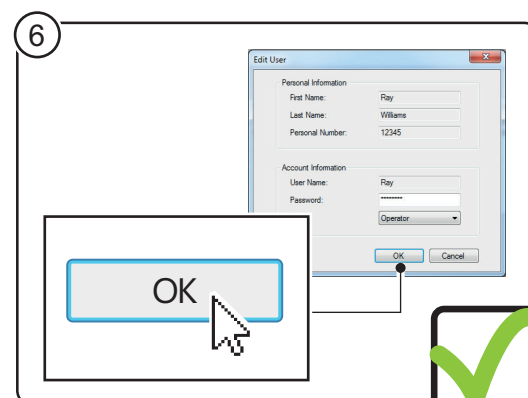 6
Edit User
Personal Information
First Name: Ray
Last Name: Williams
Personal Number: 12345
Account Information
User Name: Ray
Password: ********
Operator
OK Cancel
OK